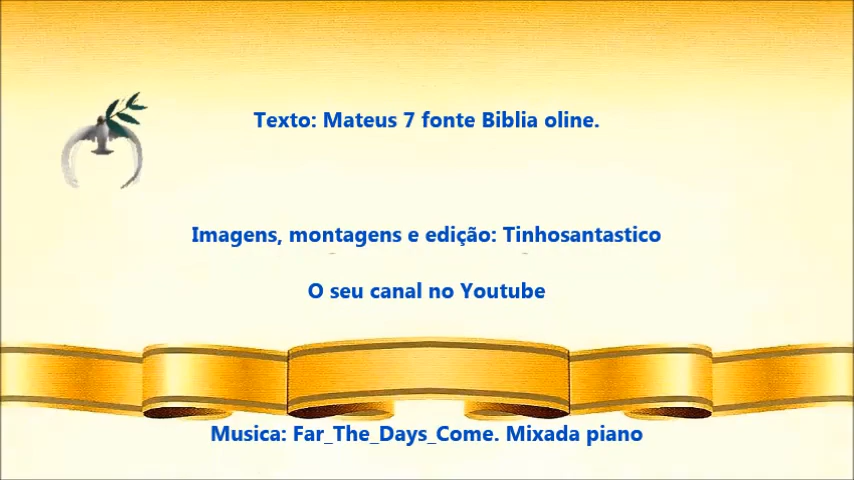 Texto: Mateus 7 fonte Biblia oline.
Imagens, montagens e edição: Tinhosantastico
O seu canal no Youtube
Musica: Far_The_Days_Come. Mixada piano